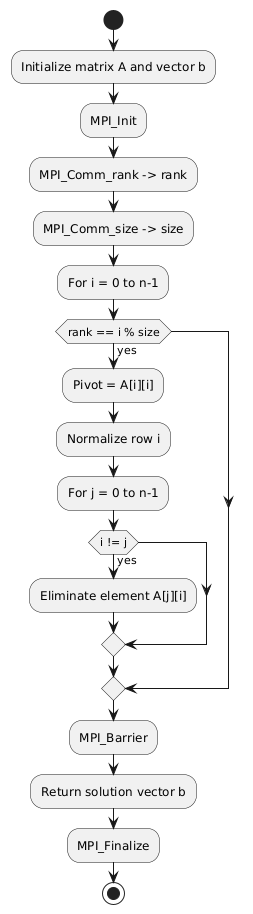 Initialize matrix A and vector b
MPI_Init
MPI_Comm_rank -> rank
MPI_Comm_size -> size
For i = 0 to n-1
rank == i % size
yes
Pivot = A[i][i]
Normalize row i
For j = 0 to n-1
i != j
yes
Eliminate element A[j][i]
MPI_Barrier
Return solution vector b
MPI_Finalize